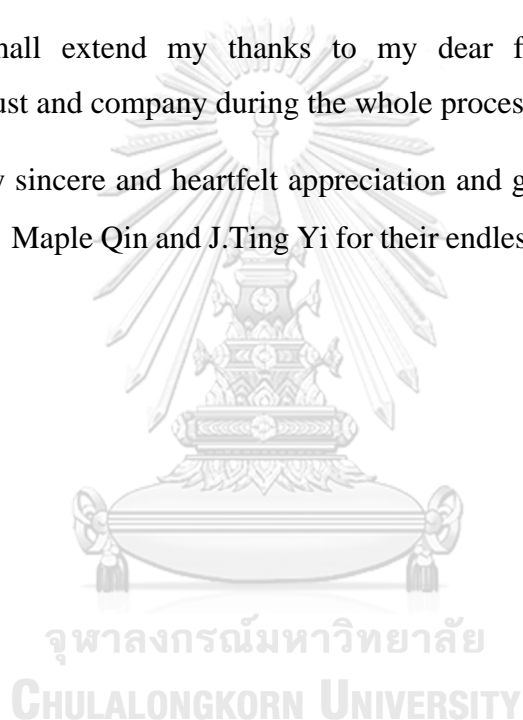 hall extend my thanks to my dear f
ust and company during the whole proces
y sincere and heartfelt appreciation and g
Maple Qin and J.Ting Yi for their endles
จุฬาลงกรณ์มหาวิทยาลัย
CHULALONGKORN UNIVERSITY